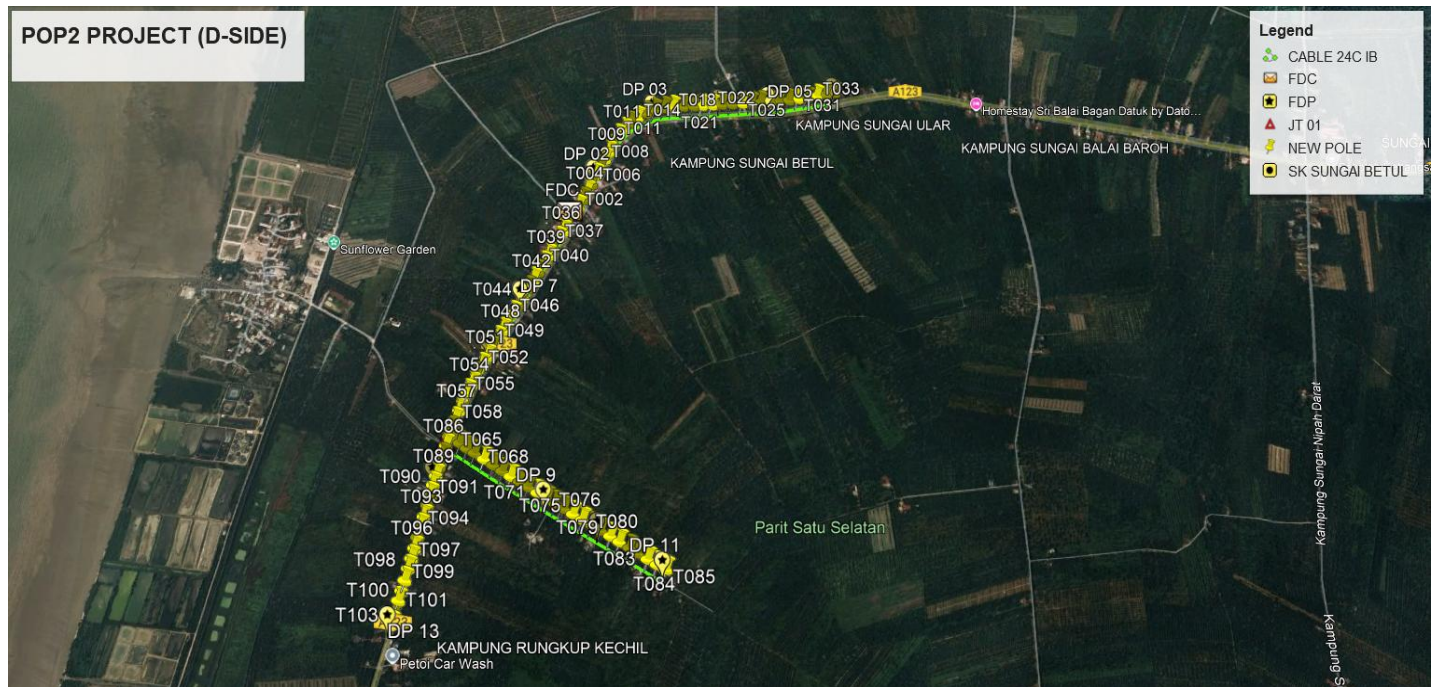 POP2 PROJECT (D-SIDE)
Legend
CABLE 24C IB
FDC
FDP
JT 01
NEW POLE
SK SUNGAI BETUL
DP 03
T018
T022
DP 05
T033
T011
T014
T021
T025
T031
A123
Homestay Sri Balai Bagan Datuk by Dato...
KAMPUNG SUNGAI ULAR
KAMPUNG SUNGAI BALAI BAROH
T009
T011
DP 02
T008
KAMPUNG SUNGAI BETUL
T004
T006
FDC
T002
T036
T037
T039
T040
Sunflower Garden
T042
T044
DP 7
T046
T048
T049
T051
T052
T054
T055
T057
T058
T086
T065
T089
T068
T090
T091
DP 9
T071
T093
T075
T076
T094
T096
T079
T080
Parit Satu Selatan
T097
T098
T083
DP 11
T099
T084
T085
T100
T101
T103
DP 13
KAMPUNG RUNGKUP KECHIL
Petoi Car Wash
Kampung Sungai Nipah Darat
Kampung S